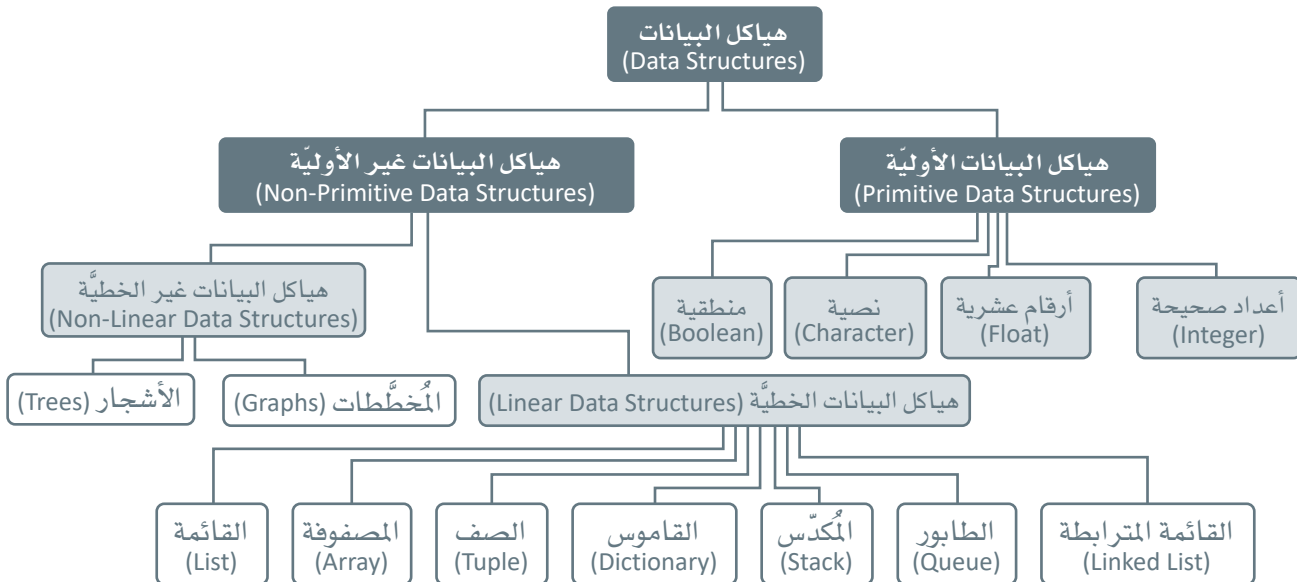 هياكل البيانات
(Data Structures)
هياكل البيانات الأوليّة
(Primitive Data Structures)
هياكل البيانات غير الأوليّة
(Non-Primitive Data Structures)
أعداد صحيحة
(Integer)
أرقام عشرية
(Float)
نصية
(Character)
منطقية
(Boolean)
هياكل البيانات غير الخطيَّة
(Non-Linear Data Structures)
المُخطَّطات (Graphs)
الأشجار (Trees)
هياكل البيانات الخطيَّة (Linear Data Structures)
القائمة المترابطة
(Linked List)
الطابور
(Queue)
المُكدّس
(Stack)
القاموس
(Dictionary)
الصف
(Tuple)
المصفوفة
(Array)
القائمة
(List)